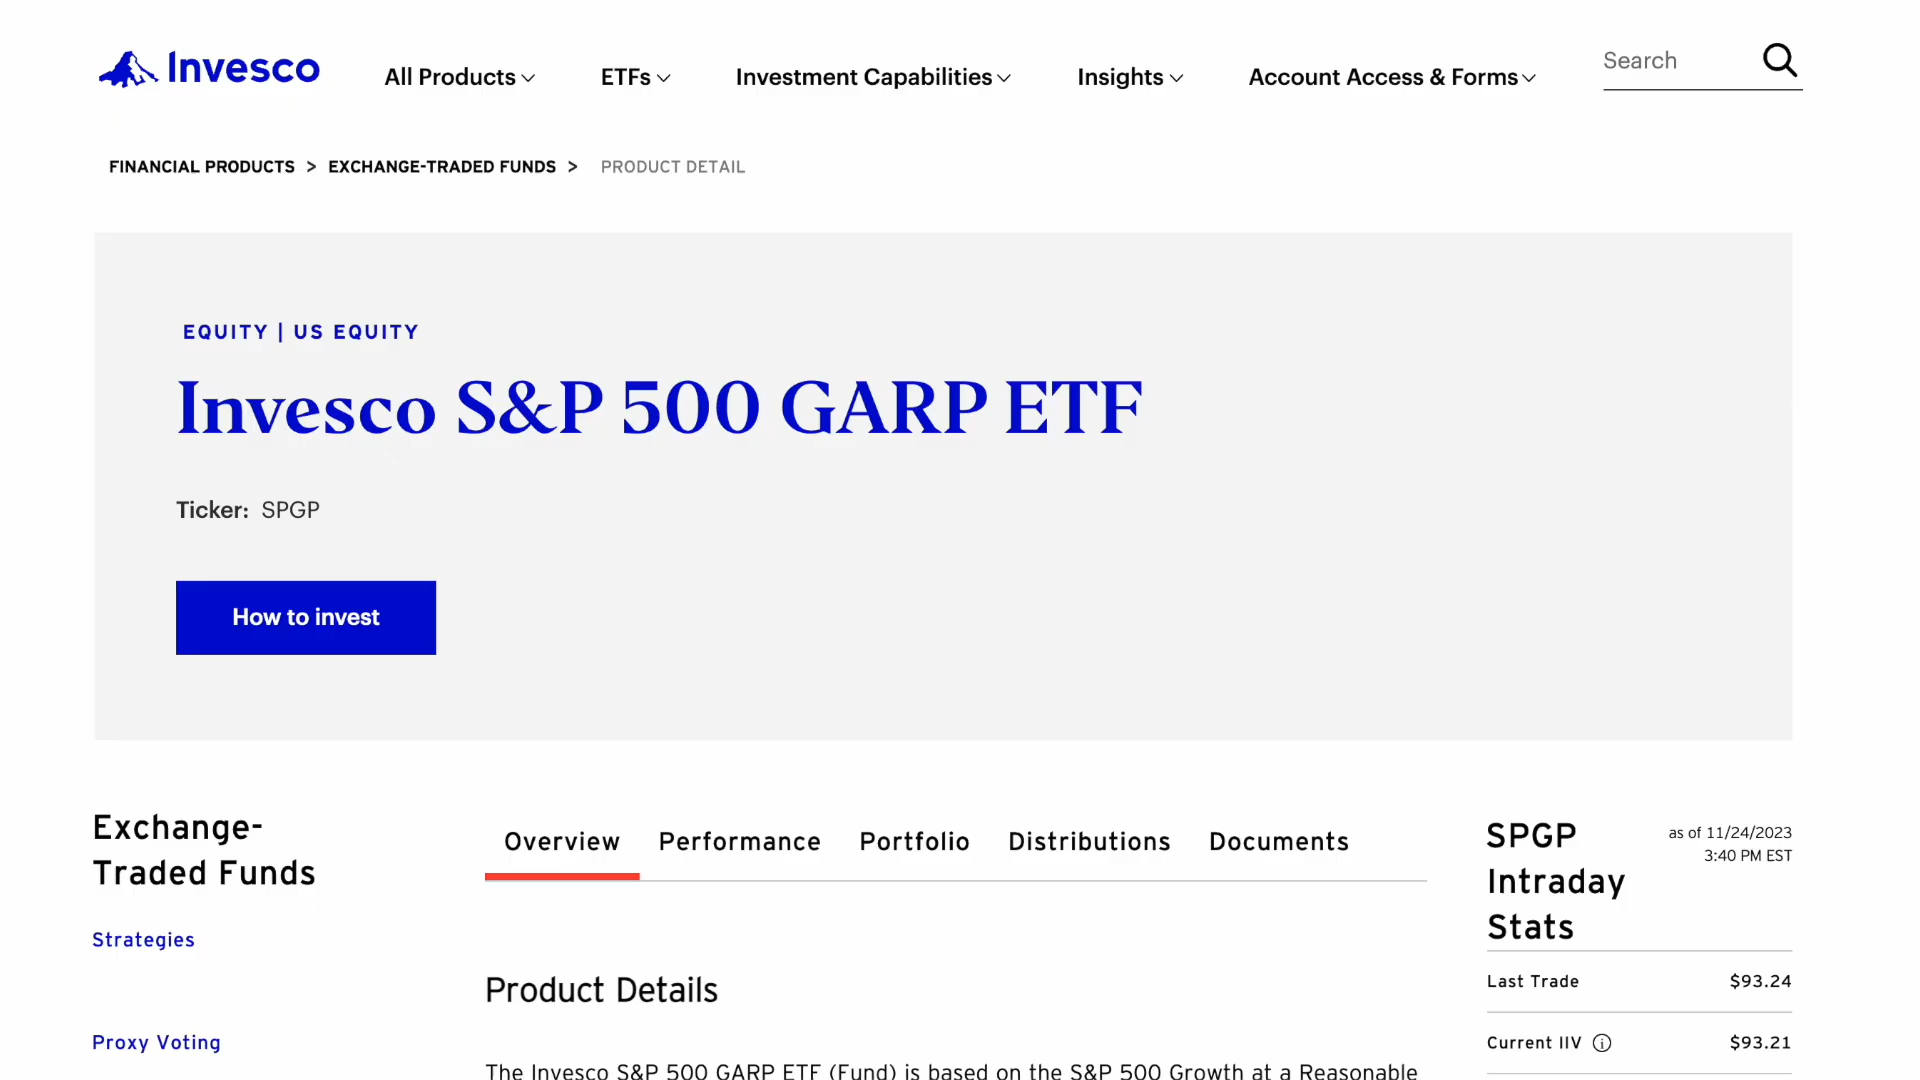 Invesco
All Products
ETFs
Investment Capabilities
Insights
Account Access & Forms
Search
FINANCIAL PRODUCTS > EXCHANGE-TRADED FUNDS > PRODUCT DETAIL
EQUITY | US EQUITY
Invesco S&P 500 GARP ETF
Ticker: SPGP
How to invest
Exchange-
Traded Funds
Strategies
Proxy Voting
Overview
Performance
Portfolio
Distributions
Documents
Product Details
The Invesco S&P 500 GARP ETF (Fund) is based on the S&P 500 Growth at a Reasonable
SPGP
Intraday
Stats
as of 11/24/2023
3:40 PM EST
Last Trade $93.24
Current IIV $93.21